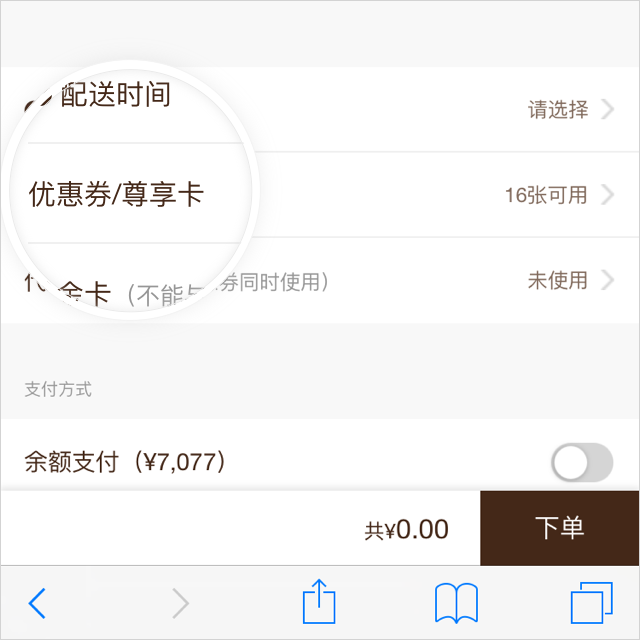 配送时间
请选择
优惠券/尊享卡
16张可用
金卡（不能与券同时使用）
未使用
支付方式
余额支付（¥7,077）
共¥0.00
下单